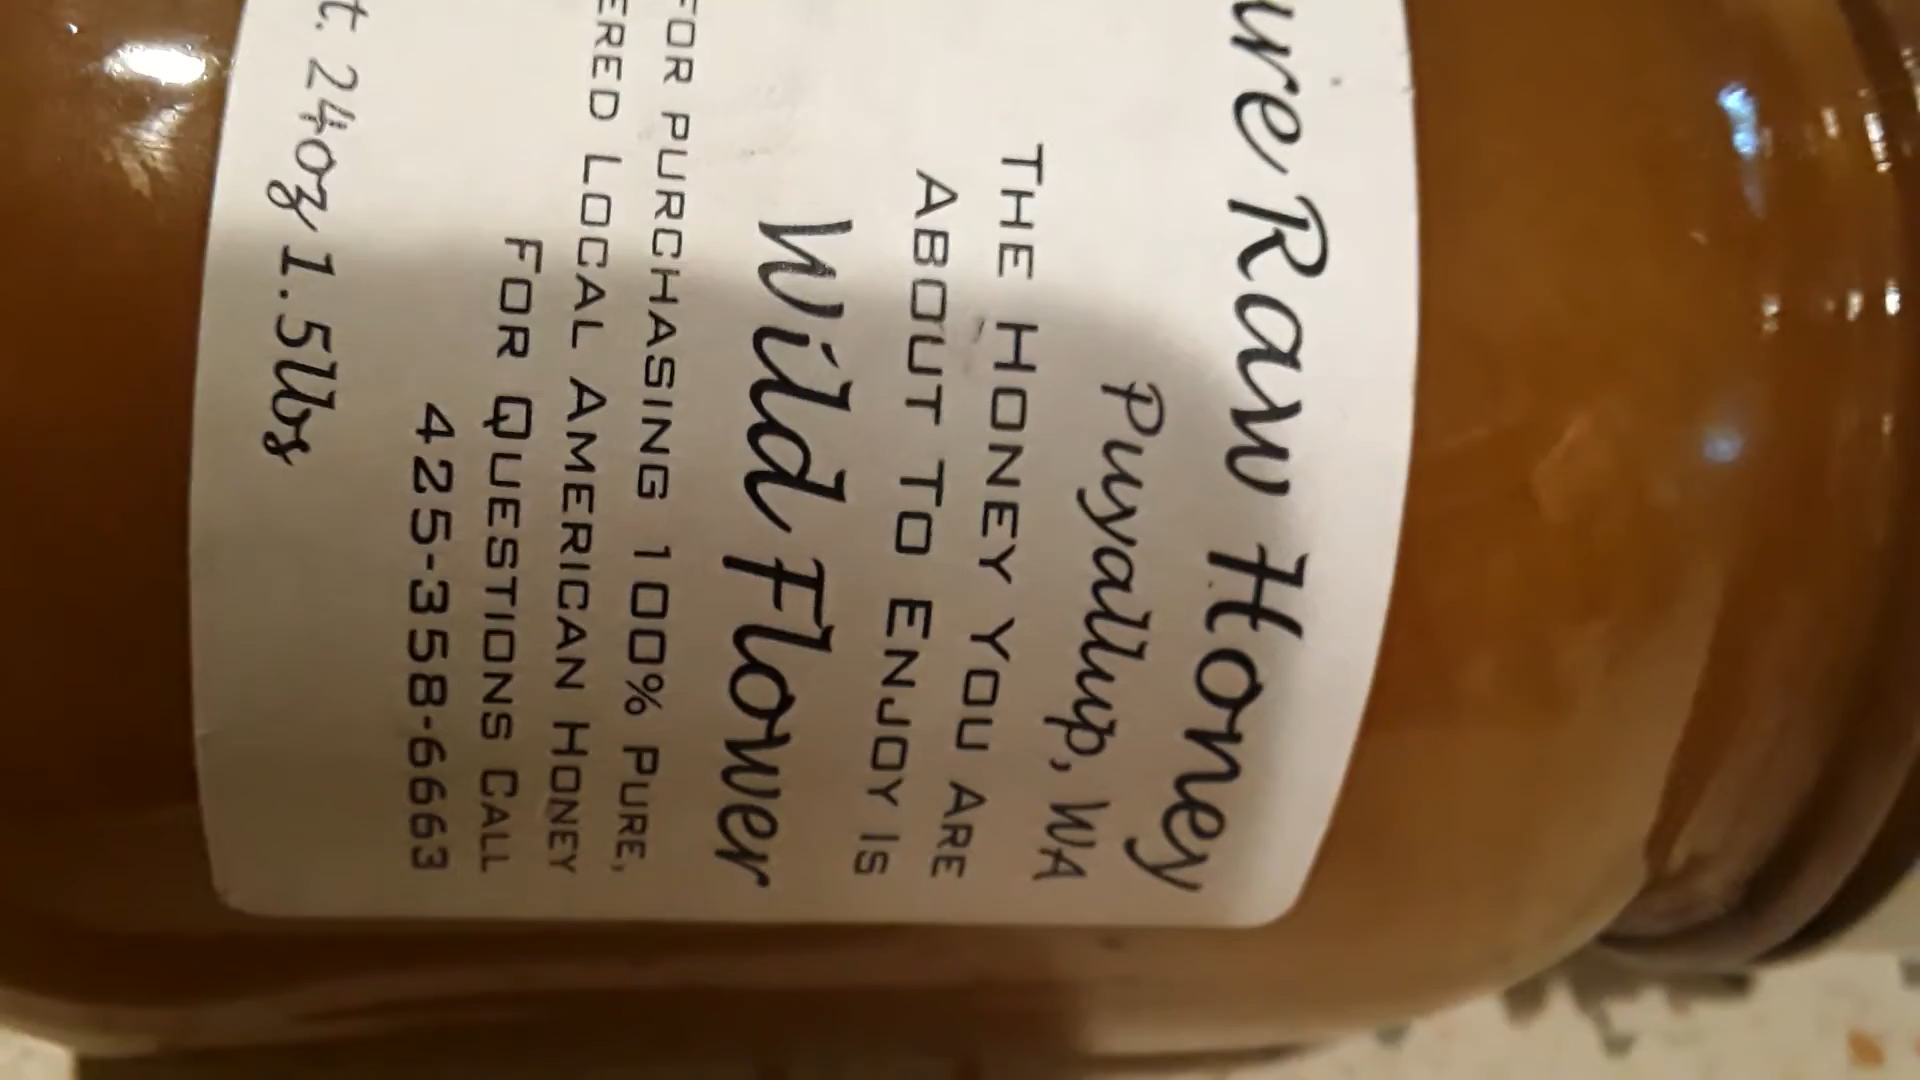 ure Raw Honey
Puyallup, WA
THE HONEY YOU ARE
ABOUT TO ENJOY IS
Wild Flower
FOR PURCHASING 100% PURE,
ERED LOCAL AMERICAN HONEY
FOR QUESTIONS CALL
425-358-6663
t. 24oz 1.5lbs